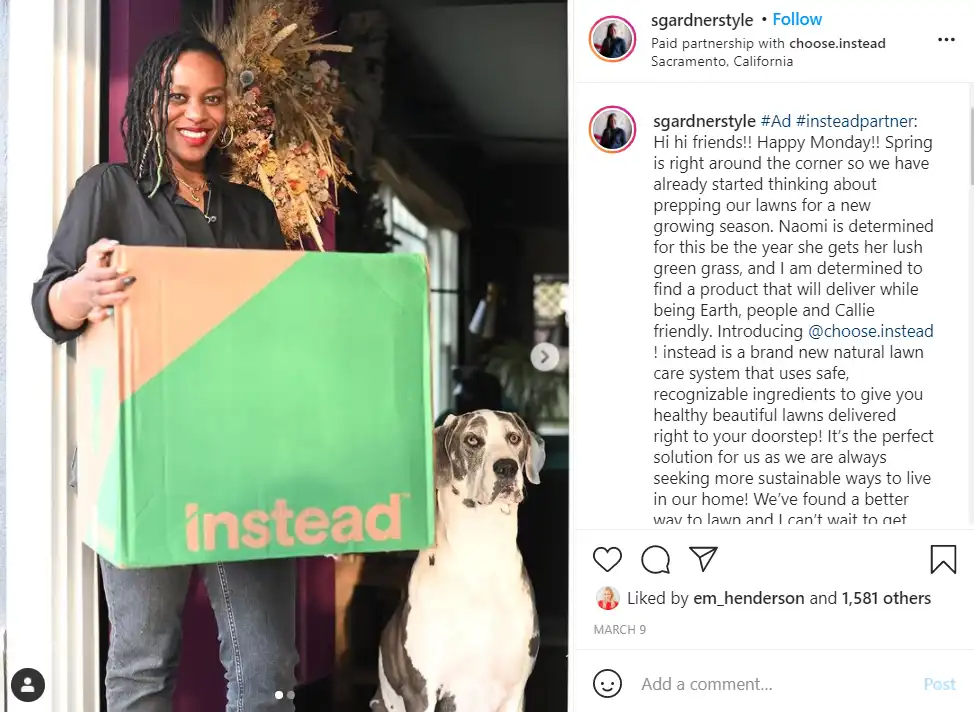 sgardnerstyle • Follow
Paid partnership with choose.instead
Sacramento, California
sgardnerstyle #Ad #insteadpartner:
Hi hi friends!! Happy Monday!! Spring
is right around the corner so we have
already started thinking about
prepping our lawns for a new
growing season. Naomi is determined
for this be the year she gets her lush
green grass, and I am determined to
find a product that will deliver while
being Earth, people and Callie
friendly. Introducing @choose.instead
! instead is a brand new natural lawn
care system that uses safe,
recognizable ingredients to give you
healthy beautiful lawns delivered
right to your doorstep! It’s the perfect
solution for us as we are always
seeking more sustainable ways to live
in our home! We’ve found a better
way to lawn and I can’t wait to get
instead™
Liked by em_henderson and 1,581 others
MARCH 9
Add a comment...
Post